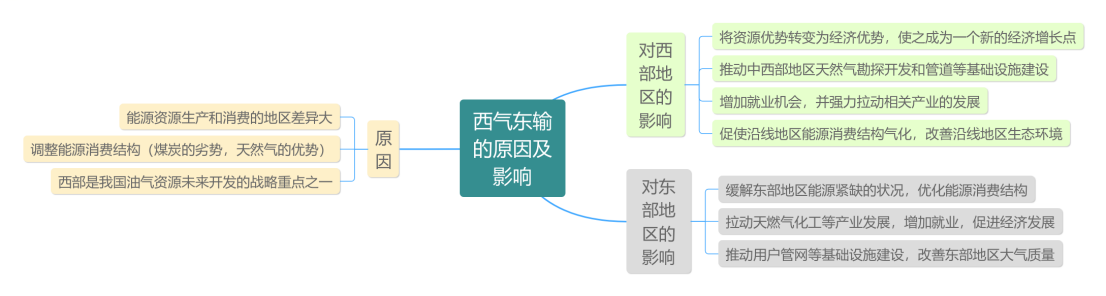 西气东输
的原因及
影响
原
因
能源资源生产和消费的地区差异大
调整能源消费结构（煤炭的劣势，天然气的优势）
西部是我国油气资源未来开发的战略重点之一
对西
部地
区的
影响
将资源优势转变为经济优势，使之成为一个新的经济增长点
推动中西部地区天然气勘探开发和管道等基础设施建设
增加就业机会，并强力拉动相关产业的发展
促使沿线地区能源消费结构气化，改善沿线地区生态环境
对东
部地
区的
影响
缓解东部地区能源紧缺的状况，优化能源消费结构
拉动天燃气化工等产业发展，增加就业，促进经济发展
推动用户管网等基础设施建设，改善东部地区大气质量